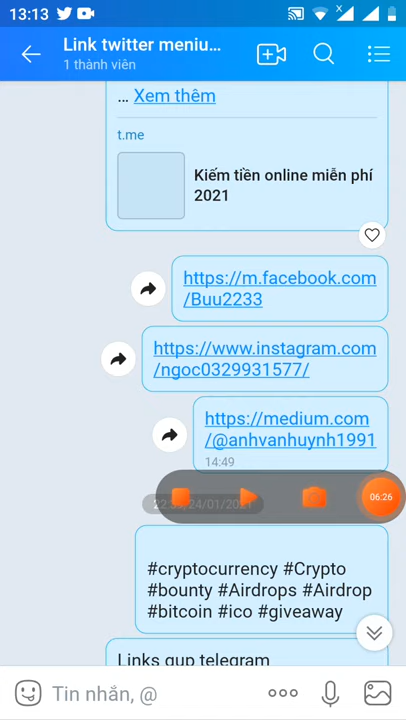 13:13
Link twitter meniu...
1 thành viên
... Xem thêm
t.me
Kiếm tiền online miễn phí
2021
https://m.facebook.com
/Buu2233
https://www.instagram.com
/ngoc0329931577/
https://medium.com
/@anhvanhuynh1991
14:49
06:26
#cryptocurrency #Crypto
#bounty #Airdrops #Airdrop
#bitcoin #ico #giveaway
Links gup telegram
Tin nhắn, @